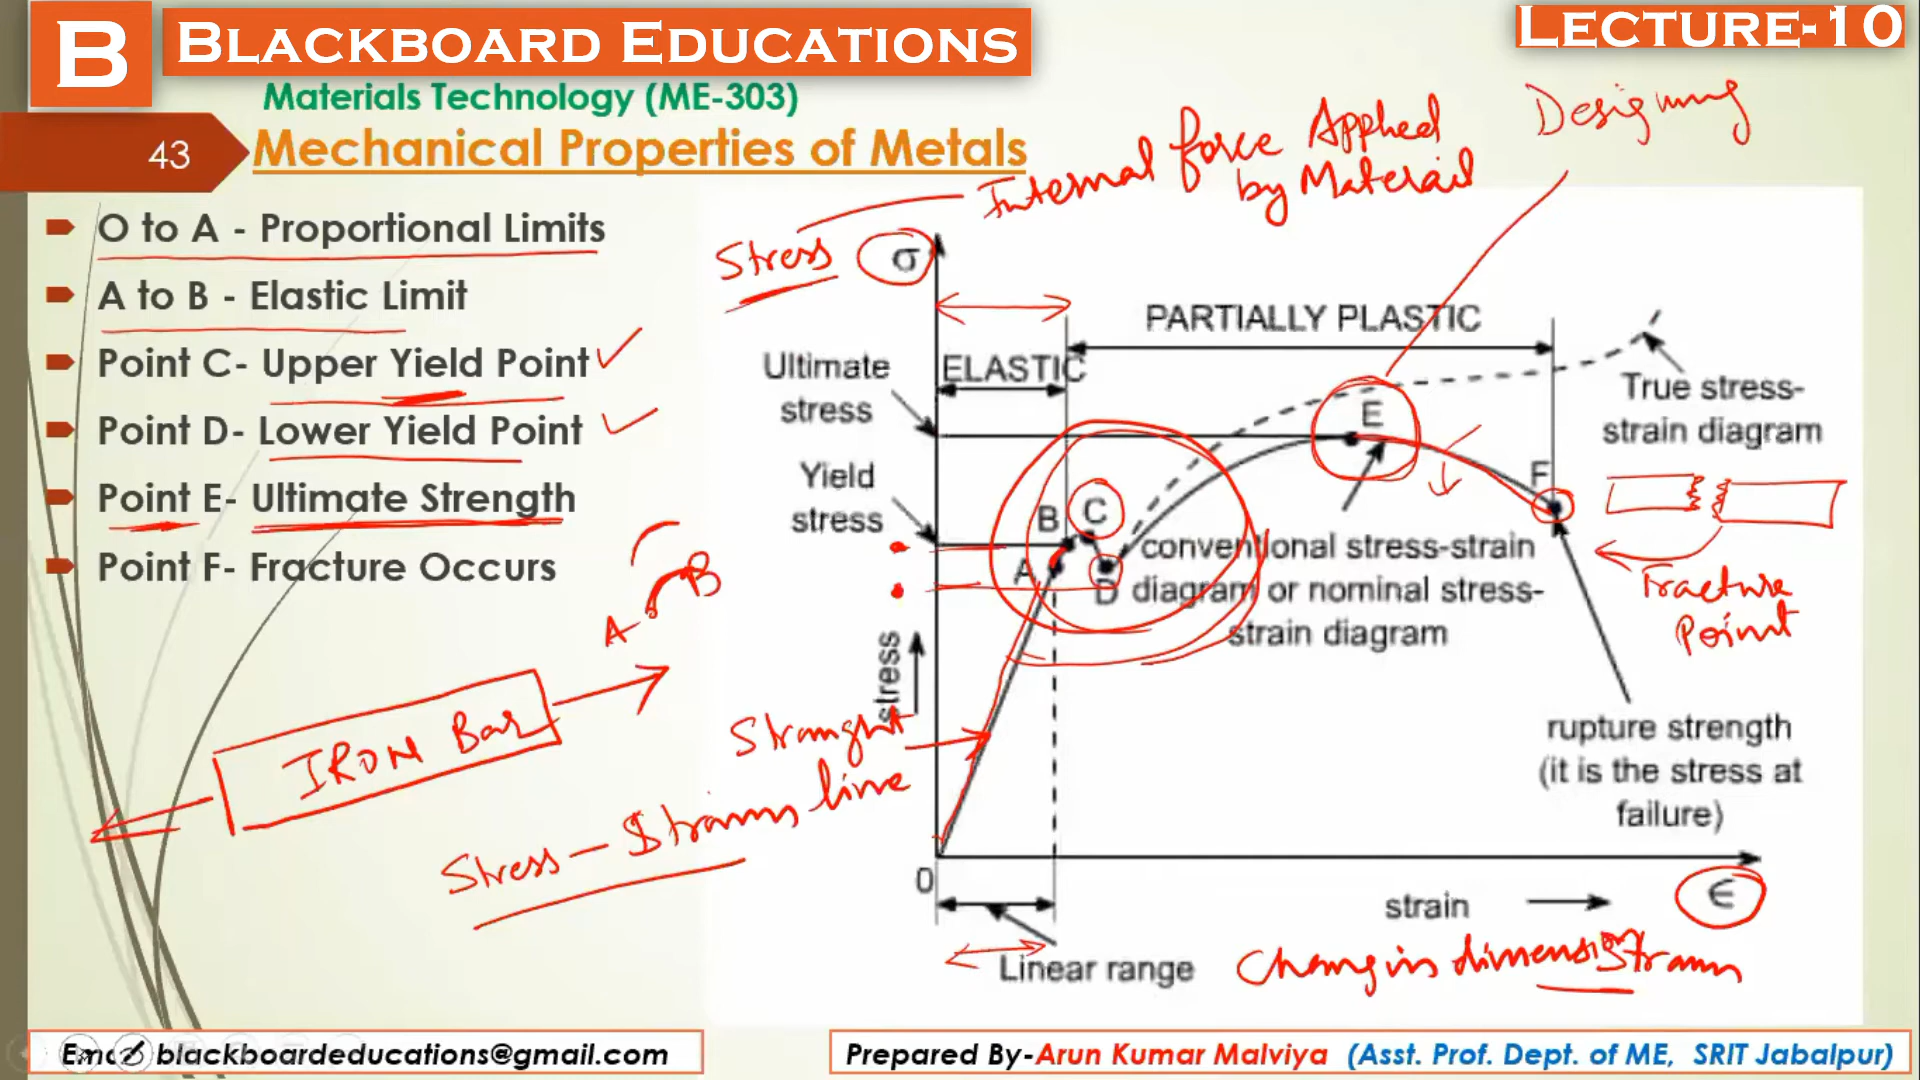 B BLACKBOARD EDUCATIONS
LECTURE-10
Materials Technology (ME-303)
43
Mechanical Properties of Metals
Designing
Internal force Applied
by Material
O to A - Proportional Limits
A to B - Elastic Limit
Point C- Upper Yield Point
Point D- Lower Yield Point
Point E- Ultimate Strength
Point F- Fracture Occurs
A B
IRON Bar
Stress - Strain
Straight
line
Stress σ
PARTIALLY PLASTIC
ELASTIC
Ultimate
stress
Yield
stress
True stress-
strain diagram
E
F
B C
A D
conventional stress-strain
diagram or nominal stress-
strain diagram
Fracture
Point
stress
rupture strength
(it is the stress at
failure)
0
strain
ϵ
Linear range
Change in dimension
Strain
Email blackboardeducations@gmail.com
Prepared By-Arun Kumar Malviya (Asst. Prof. Dept. of ME, SRIT Jabalpur)